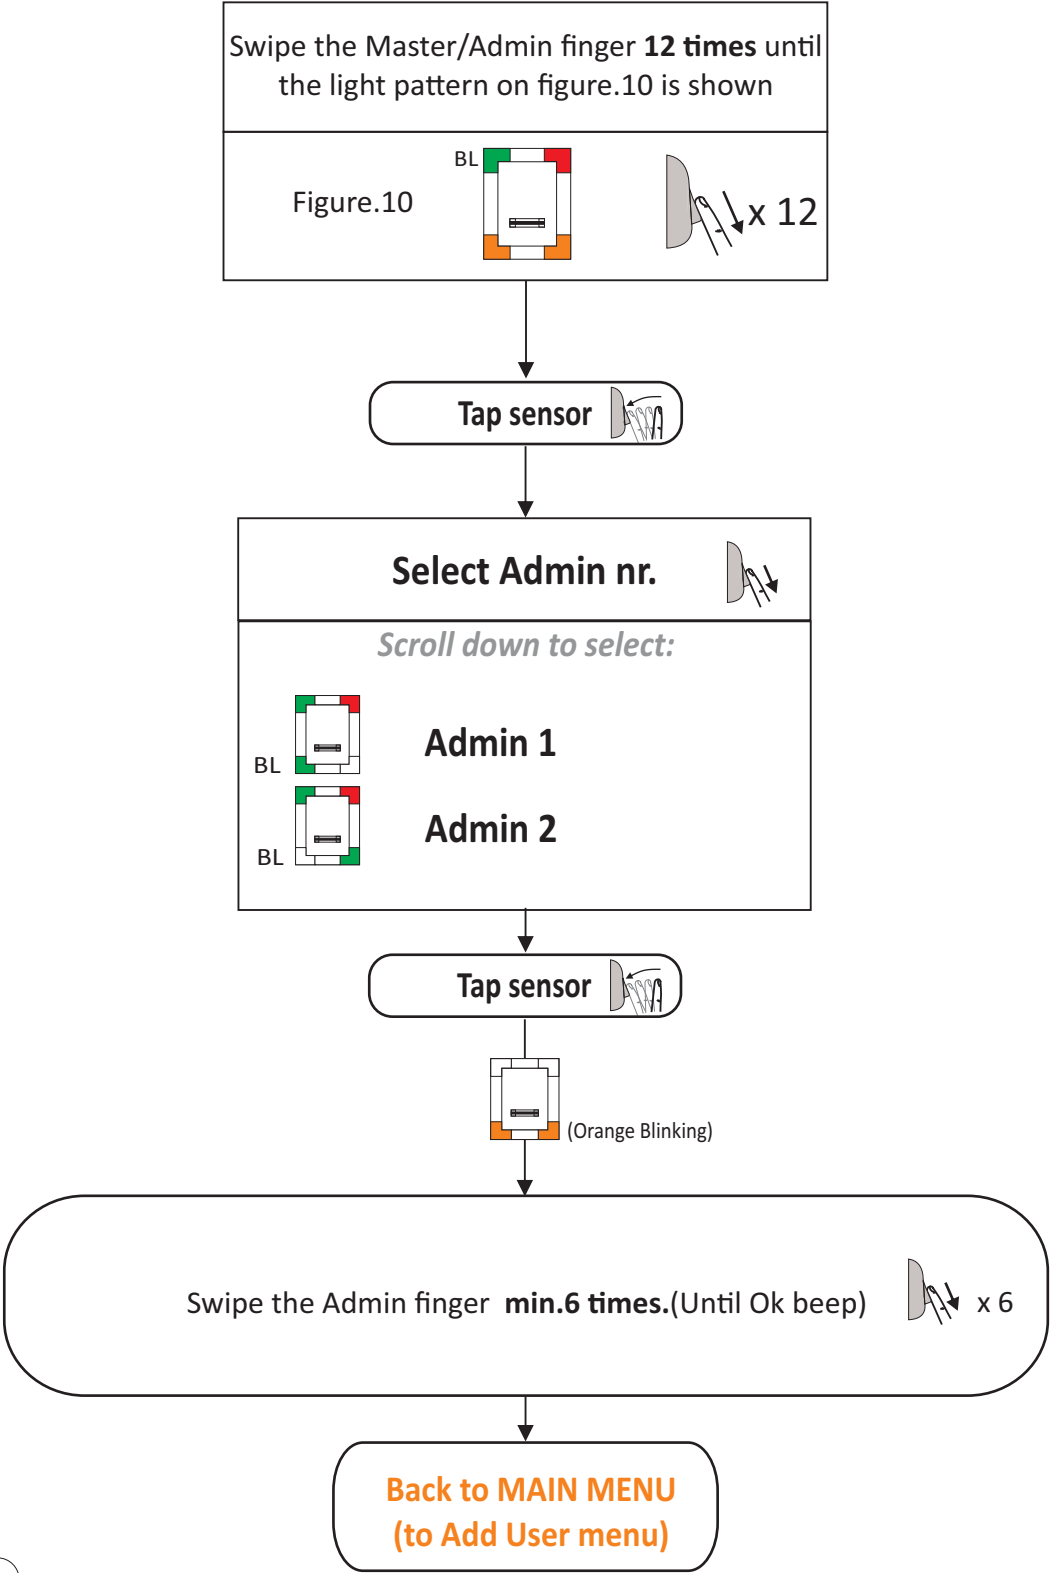 Swipe the Master/Admin finger 12 times until
the light pattern on figure.10 is shown
BL
Figure.10
x 12
Tap sensor
Select Admin nr.
Scroll down to select:
Admin 1
BL
Admin 2
BL
Tap sensor
(Orange Blinking)
Swipe the Admin finger min.6 times.(Until Ok beep)
x 6
Back to MAIN MENU
(to Add User menu)